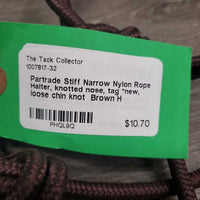 The Tack Collector
1007817-32
Partrade Stiff Narrow Nylon Rope
Halter, knotted nose, tag *new,
loose chin knot  Brown H
PHQL9Q
$10.70